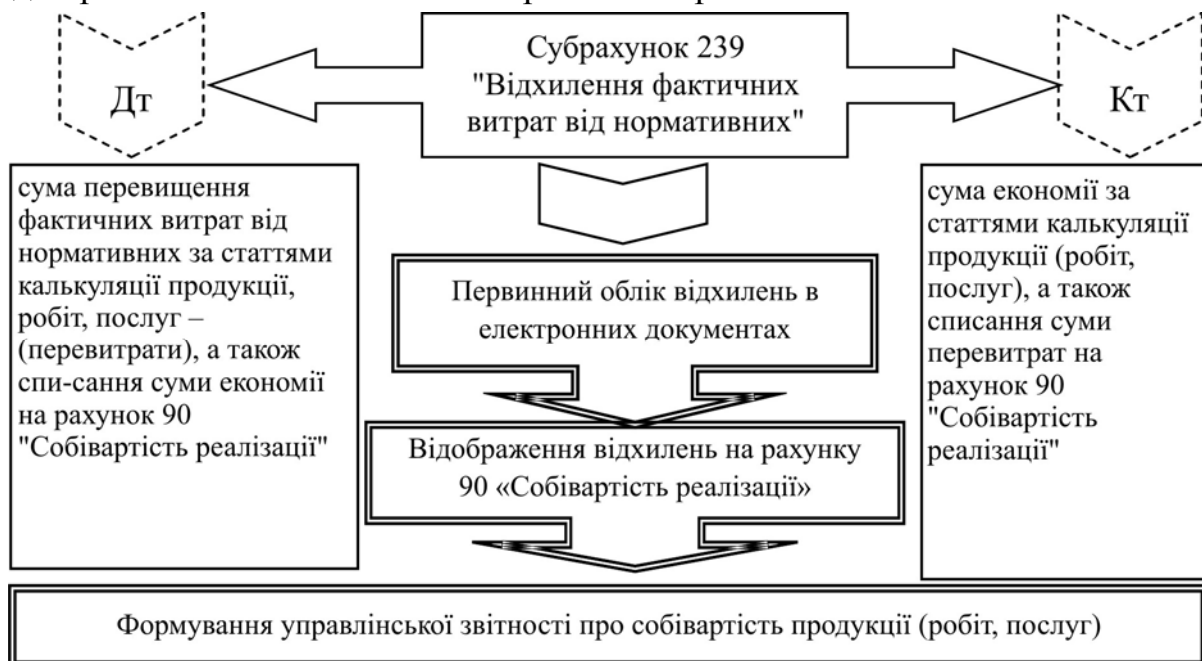 Субрахунок 239
"Відхилення фактичних
витрат від нормативних"
Дт
Кт
сума перевищення
фактичних витрат від
нормативних за статтями
калькуляції продукції,
робіт, послуг –
(перевитрати), а також
спи-сання суми економії
на рахунок 90
"Собівартість реалізації"
сума економії за
статтями калькуляції
продукції (робіт,
послуг), а також
списання суми
перевитрат на
рахунок 90
"Собівартість
реалізації"
Первинний облік відхилень в
електронних документах
Відображення відхилень на рахунку
90 «Собівартість реалізації»
Формування управлінської звітності про собівартість продукції (робіт, послуг)